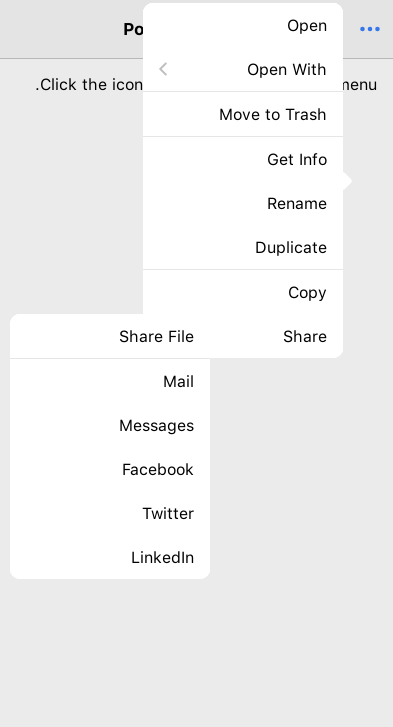 Po
.Click the icon
menu
Open
Open With
Move to Trash
Get Info
Rename
Duplicate
Copy
Share
Share File
Mail
Messages
Facebook
Twitter
LinkedIn